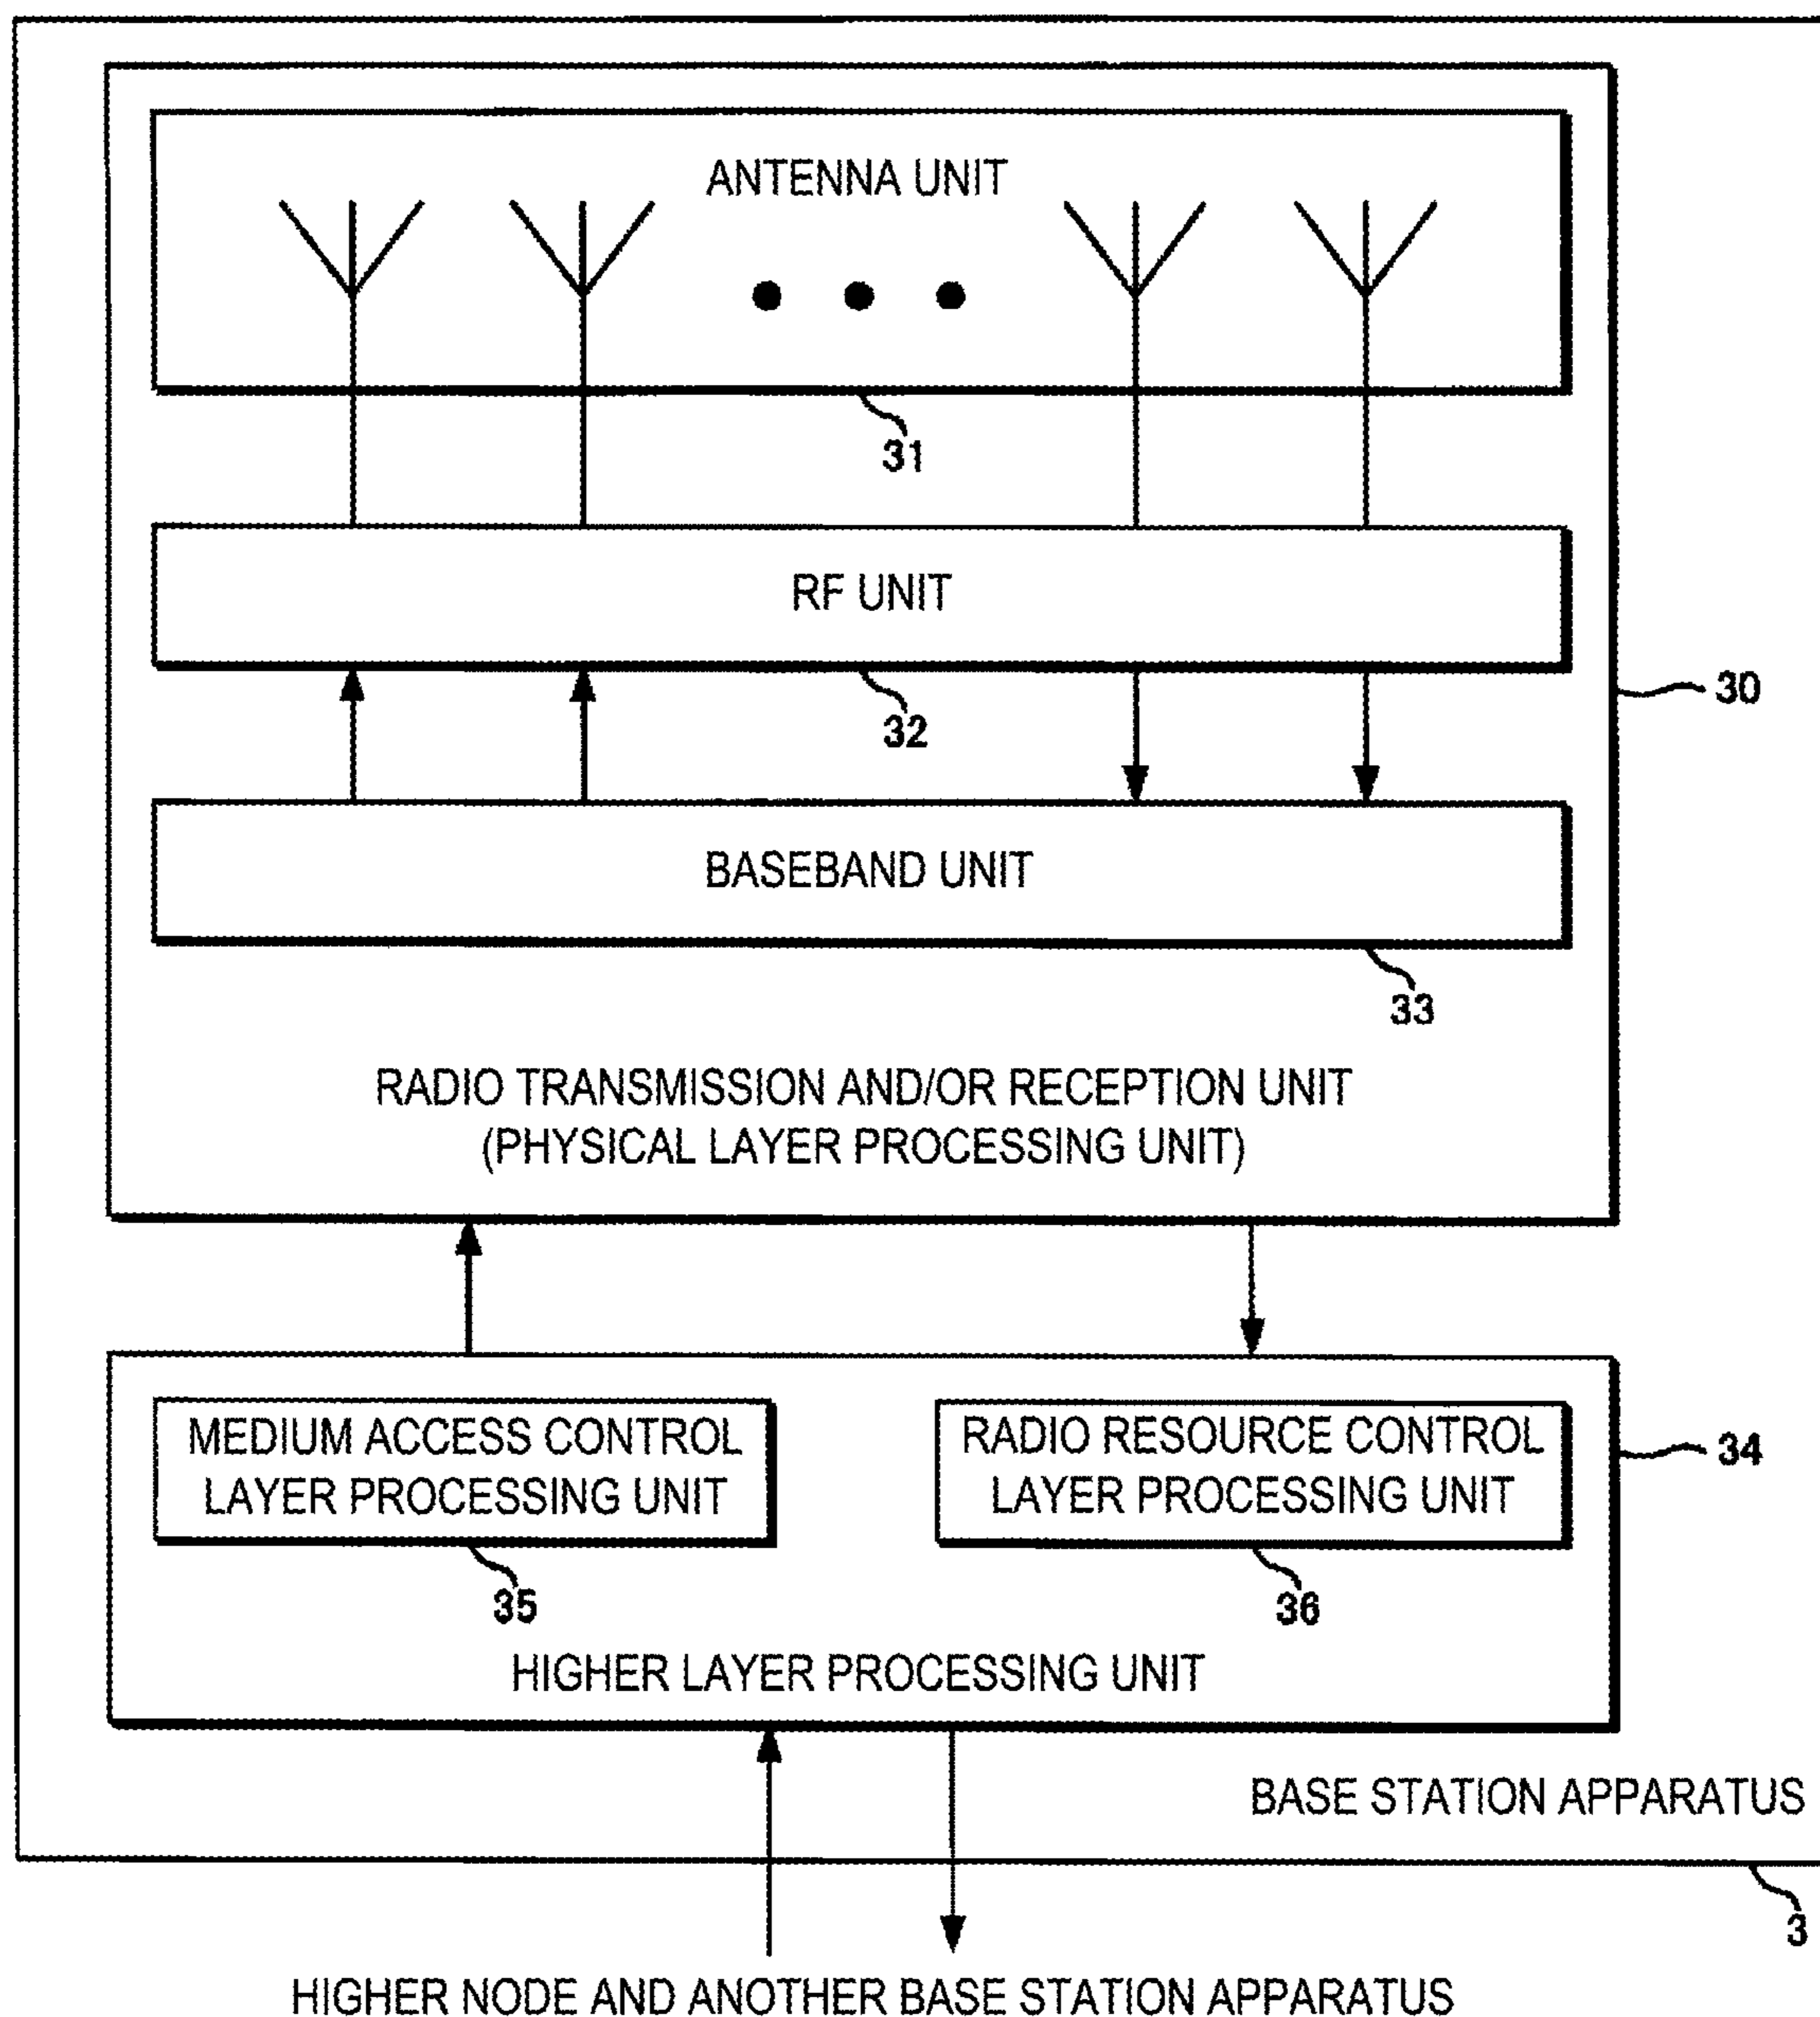 ANTENNA UNIT
31
RF UNIT
32
30
BASEBAND UNIT
33
RADIO TRANSMISSION AND/OR RECEPTION UNIT
(PHYSICAL LAYER PROCESSING UNIT)
MEDIUM ACCESS CONTROL
LAYER PROCESSING UNIT
35
RADIO RESOURCE CONTROL
LAYER PROCESSING UNIT
36
34
HIGHER LAYER PROCESSING UNIT
BASE STATION APPARATUS
3
HIGHER NODE AND ANOTHER BASE STATION APPARATUS